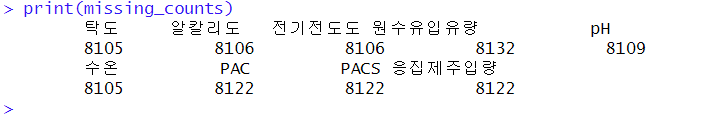 > print(missing_counts)
탁도 알칼리도 전기전도도 원수유입유량 pH
8105 8106 8106 8132 8109
수온 PAC PACS 응집제주입량
8105 8122 8122 8122
>